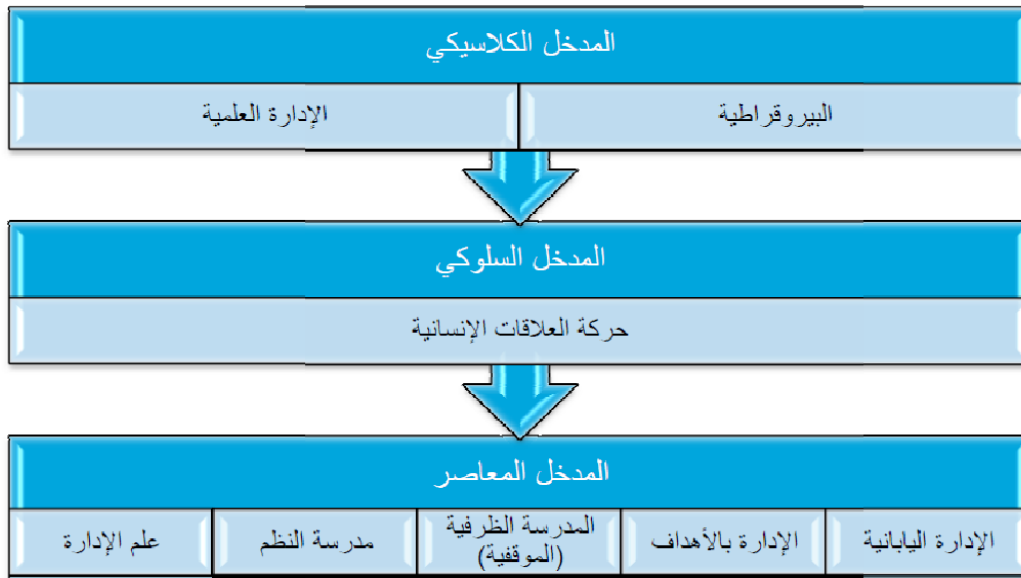 المدخل الكلاسيكي
البيروقراطية
الإدارة العلمية
المدخل السلوكي
حركة العلاقات الإنسانية
المدخل المعاصر
الإدارة اليابانية
الإدارة بالأهداف
المدرسة الظرفية
(الموقفية)
مدرسة النظم
علم الإدارة